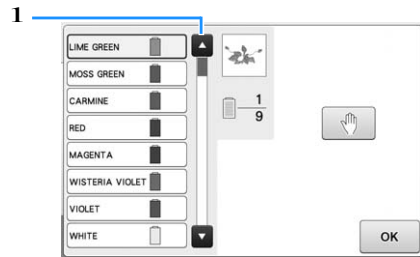 1
LIME GREEN
MOSS GREEN
CARMINE
RED
MAGENTA
WISTERIA VIOLET
VIOLET
WHITE
1
9
OK